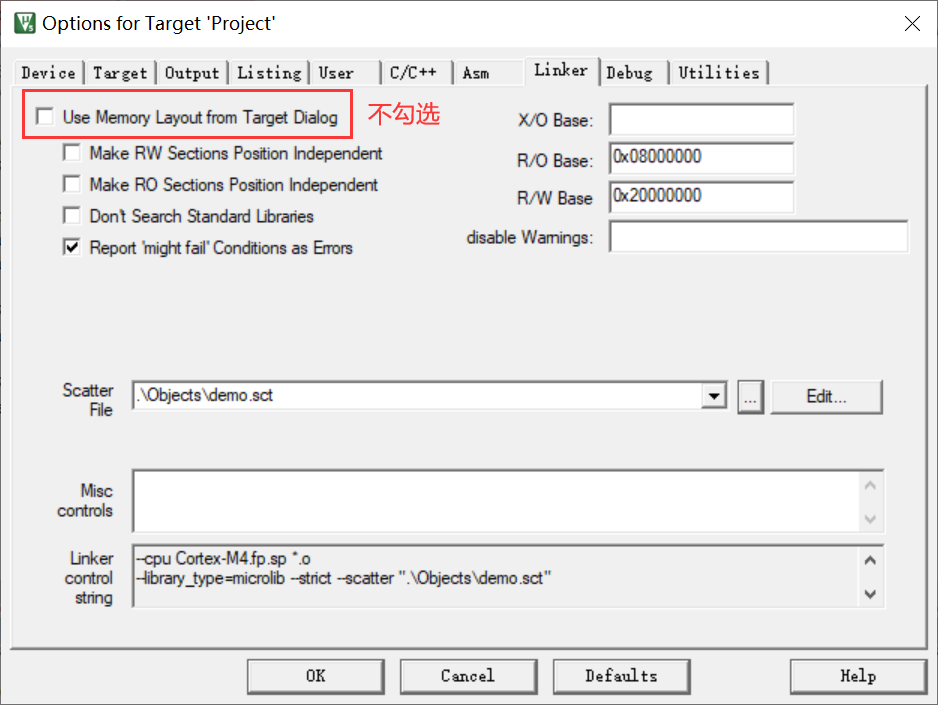 Options for Target 'Project'
Device Target Output Listing User C/C++ Asm Linker Debug Utilities
Use Memory Layout from Target Dialog
不勾选
Make RW Sections Position Independent
Make RO Sections Position Independent
Don't Search Standard Libraries
Report 'might fail' Conditions as Errors
X/O Base:
R/O Base: 0x08000000
R/W Base 0x20000000
disable Warnings:
Scatter
File
.\Objects\demo.sct
...
Edit...
Misc
controls
Linker
control
string
--cpu Cortex-M4.fp.sp *.o
--library_type=microlib --strict --scatter ".\Objects\demo.sct"
OK Cancel Defaults Help